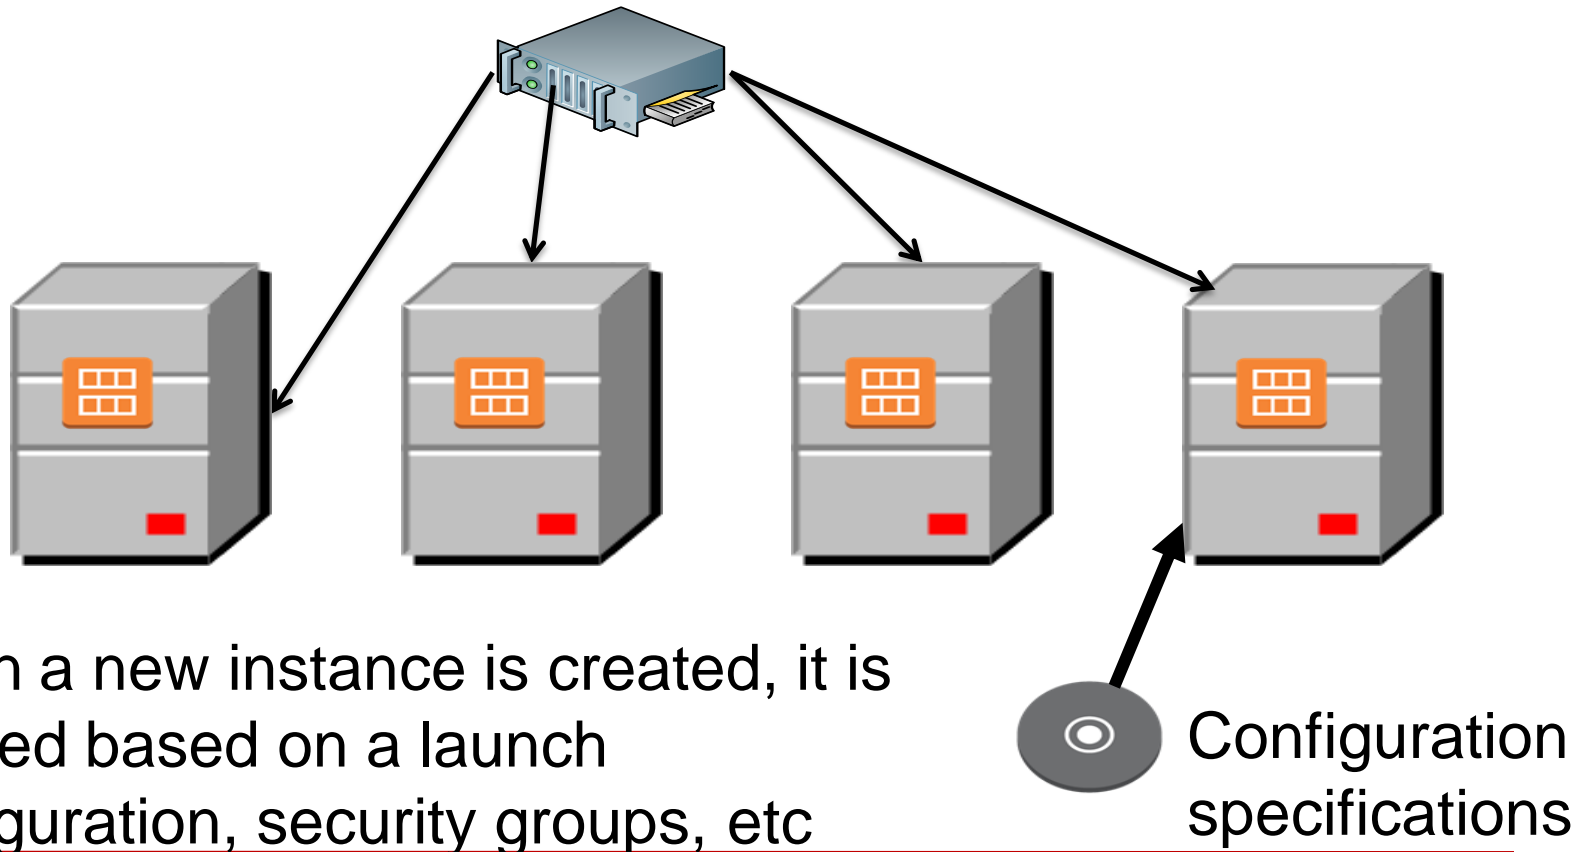 n a new instance is created, it is
ed based on a launch
guration, security groups, etc
Configuration
specifications